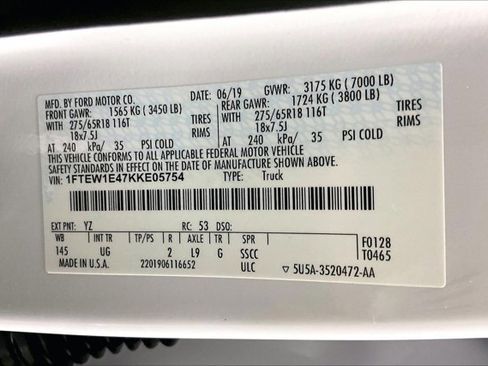 MFD. BY FORD MOTOR CO. DATE: 06/19 GVWR: 3175 KG ( 7000 LB)
FRONT GAWR: 1565 KG ( 3450 LB) REAR GAWR: 1724 KG ( 3800 LB)
WITH 275/65R18 116T TIRES WITH 275/65R18 116T TIRES
18x7.5J RIMS 18x7.5J RIMS
AT 240 kPa/ 35 PSI COLD AT 240 kPa/ 35 PSI COLD
THIS VEHICLE CONFORMS TO ALL APPLICABLE FEDERAL MOTOR VEHICLE
SAFETY STANDARDS IN EFFECT ON THE DATE OF MANUFACTURE SHOWN ABOVE.
VIN: 1FTEW1E47KKE05754 TYPE: Truck
EXT PNT: YZ RC: 53 DSO:
WB INT TR TP/PS R AXLE TR SPR F0128
145 UG 2 L9 G SSCC T0465
MADE IN U.S.A. 2201906116652 ULC 5U5A-3520472-AA